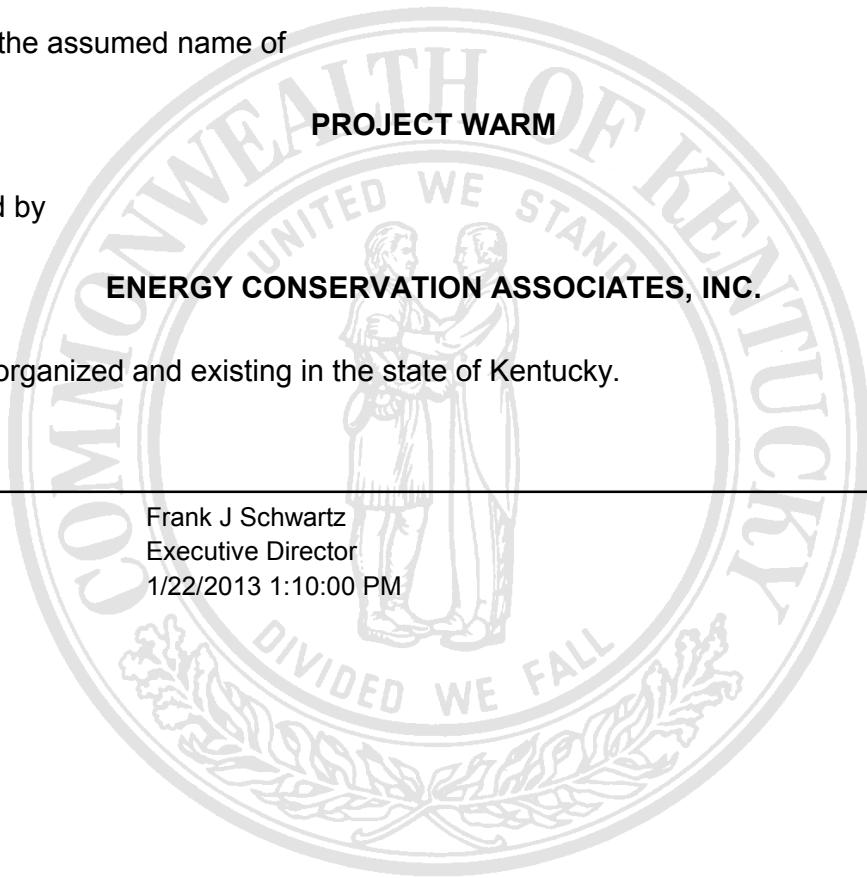 the assumed name of
PROJECT WARM
d by
ENERGY CONSERVATION ASSOCIATES, INC.
organized and existing in the state of Kentucky.
Frank J Schwartz
Executive Director
1/22/2013 1:10:00 PM
COMMONWEALTH OF KENTUCKY
UNITED WE STAND
DIVIDED WE FALL